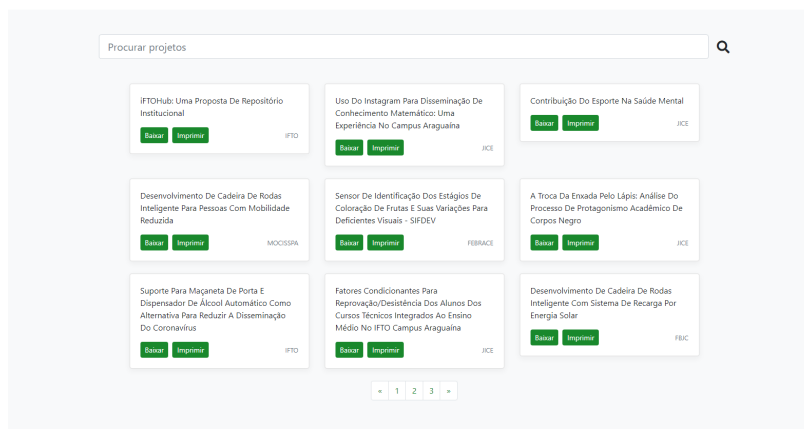 Procurar projetos
iFTOHub: Uma Proposta De Repositório
Institucional
Baixar Imprimir IFTO
Uso Do Instagram Para Disseminação De
Conhecimento Matemático: Uma
Experiência No Campus Araguaína
Baixar Imprimir JICE
Contribuição Do Esporte Na Saúde Mental
Baixar Imprimir JICE
Desenvolvimento De Cadeira De Rodas
Inteligente Para Pessoas Com Mobilidade
Reduzida
Baixar Imprimir MOCISSPA
Sensor De Identificação Dos Estágios De
Coloração De Frutas E Suas Variações Para
Deficientes Visuais - SIFDEV
Baixar Imprimir FEBRACE
A Troca Da Enxada Pelo Lápis: Análise Do
Processo De Protagonismo Acadêmico De
Corpos Negro
Baixar Imprimir JICE
Suporte Para Maçaneta De Porta E
Dispensador De Álcool Automático Como
Alternativa Para Reduzir A Disseminação
Do Coronavírus
Baixar Imprimir IFTO
Fatores Condicionantes Para
Reprovação/Desistência Dos Alunos Dos
Cursos Técnicos Integrados Ao Ensino
Médio No IFTO Campus Araguaína
Baixar Imprimir JICE
Desenvolvimento De Cadeira De Rodas
Inteligente Com Sistema De Recarga Por
Energia Solar
Baixar Imprimir FBJC
« 1 2 3 »